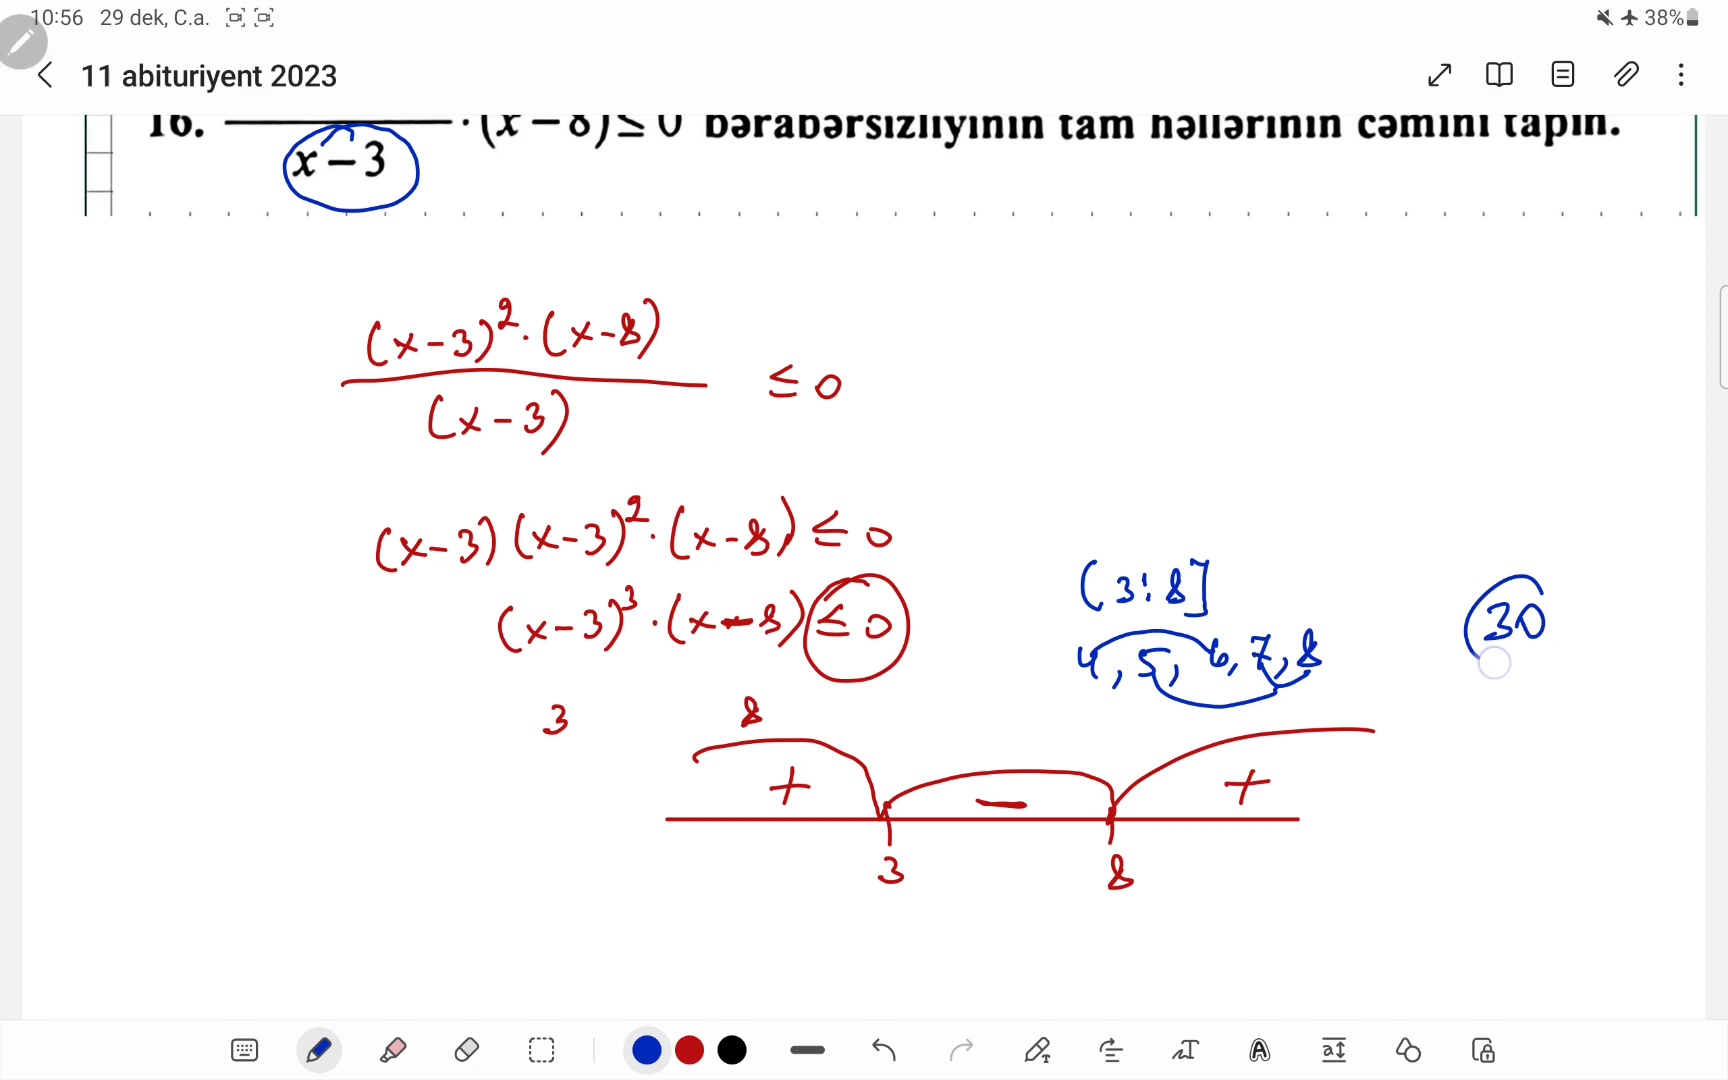 10:56 29 dek, C.a. 38%
11 abituriyent 2023
16. · (x – 8) ≤ 0 bərabərsizliyinin tam həllərinin cəmini tapın.
x – 3
(x-3)² · (x-8)
≤ 0
(x-3)
(x-3)(x-3)² · (x-8) ≤ 0
(x-3)³ · (x-8) ≤ 0
(3; 8]
30
4, 5, 6, 7, 8
3 8
+ – +
3 8